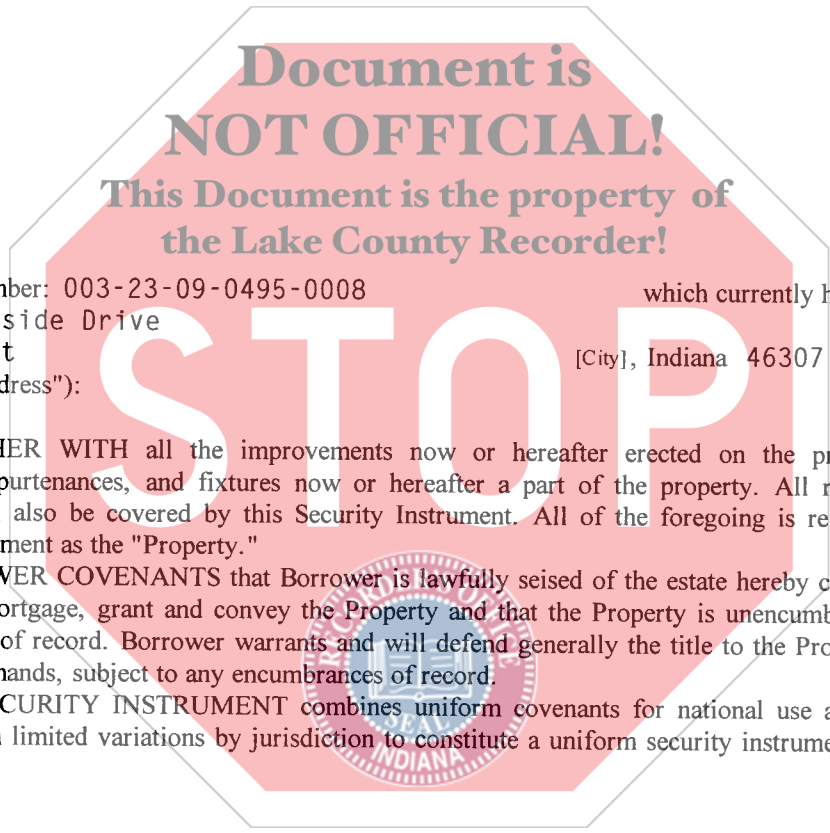 Document is
NOT OFFICIAL!
This Document is the property of
the Lake County Recorder!
nber: 003-23-09-0495-0008 which currently h
side Drive
t [City], Indiana 46307
dress"):
STOP
HER WITH all the improvements now or hereafter erected on the pr
purtenances, and fixtures now or hereafter a part of the property. All r
also be covered by this Security Instrument. All of the foregoing is re
ment as the "Property."
WER COVENANTS that Borrower is lawfully seised of the estate hereby c
ortgage, grant and convey the Property and that the Property is unencumb
of record. Borrower warrants and will defend generally the title to the Pro
nands, subject to any encumbrances of record.
CURITY INSTRUMENT combines uniform covenants for national use a
limited variations by jurisdiction to constitute a uniform security instrume
RECORDER'S OFFICE
SEAL
INDIANA